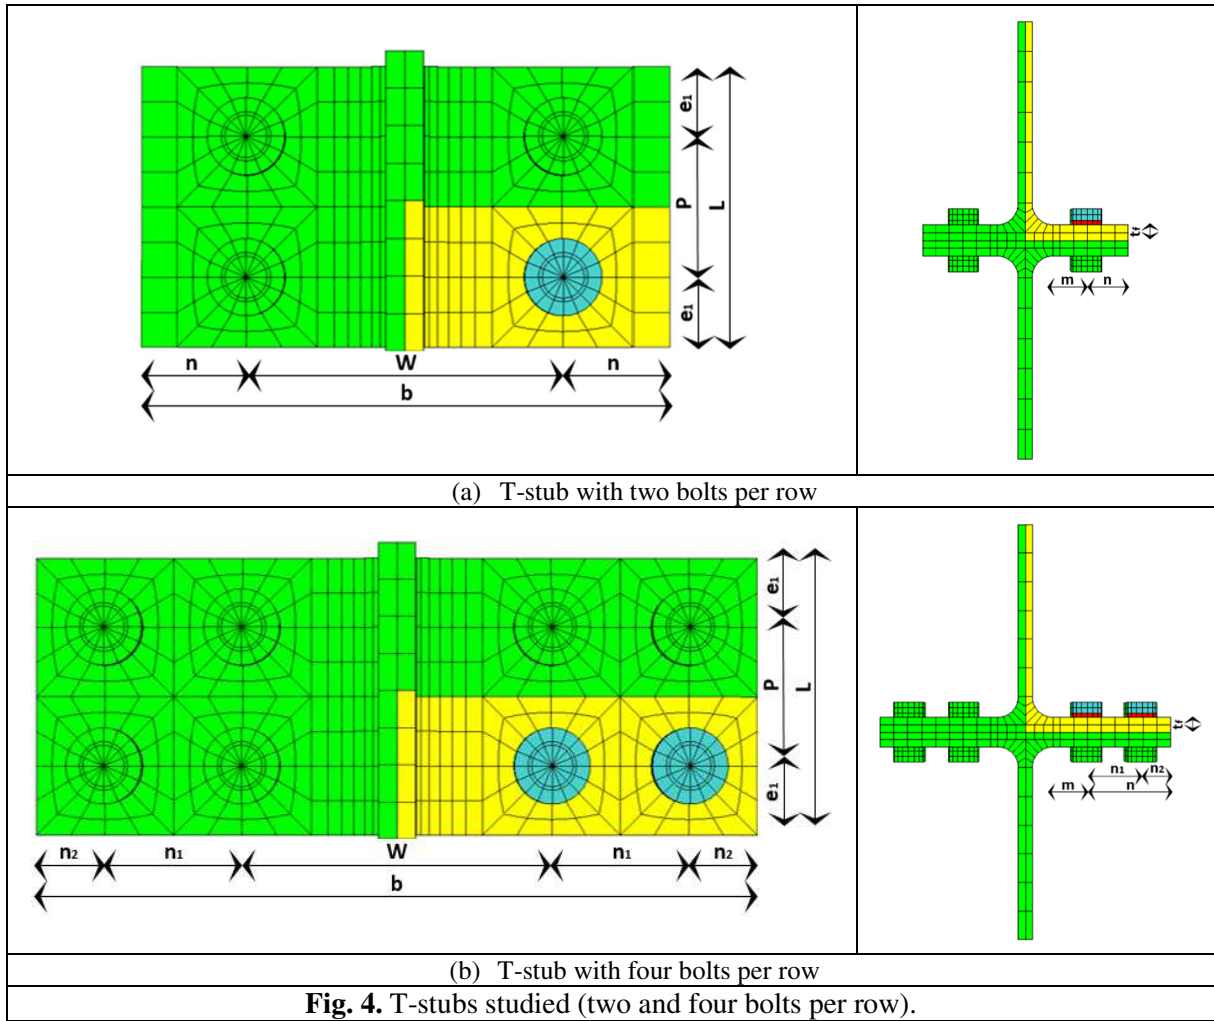 e1
P
L
e1
n
W
n
b
tf
m
n
(a) T-stub with two bolts per row
e1
P
L
e1
n2
n1
W
n1
n2
b
tf
n1
n2
m
n
(b) T-stub with four bolts per row
Fig. 4. T-stubs studied (two and four bolts per row).